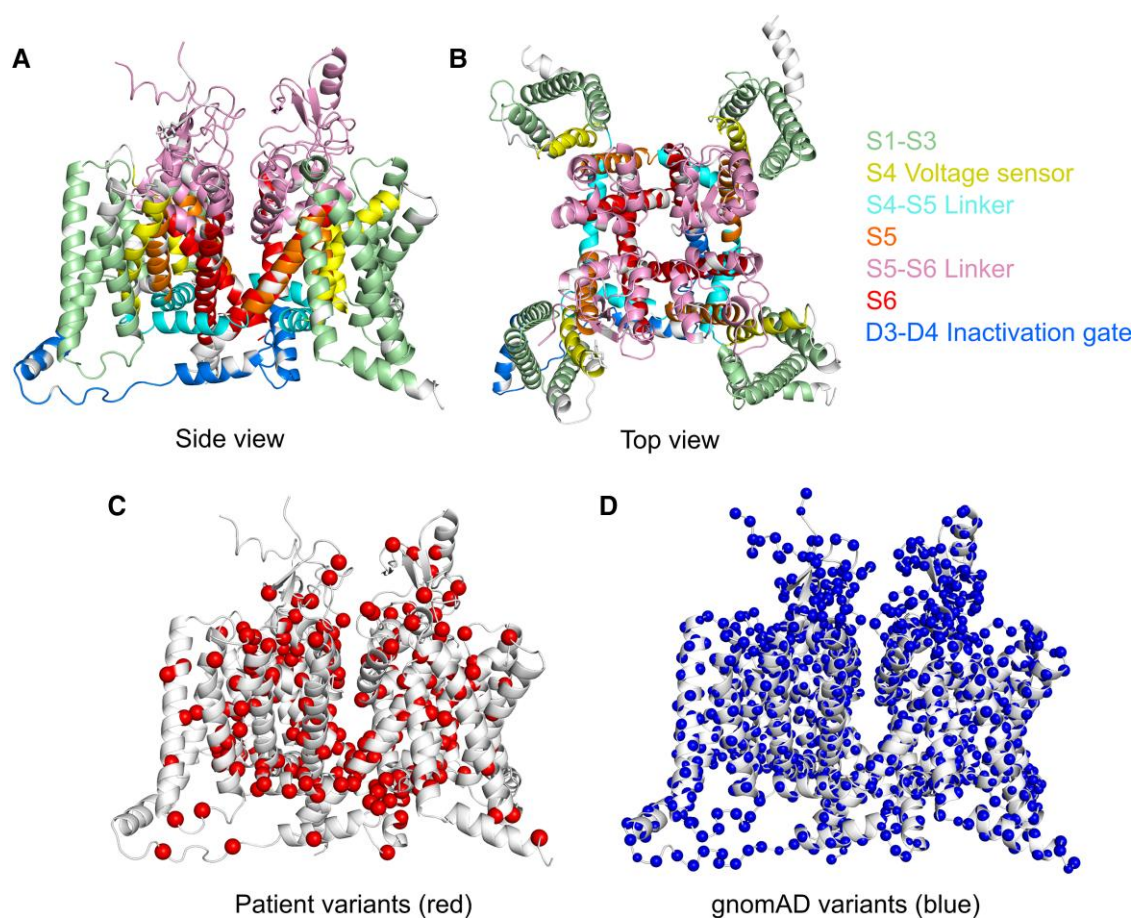 A
B
S1-S3
S4 Voltage sensor
S4-S5 Linker
S5
S5-S6 Linker
S6
D3-D4 Inactivation gate
Side view
Top view
C
D
Patient variants (red)
gnomAD variants (blue)